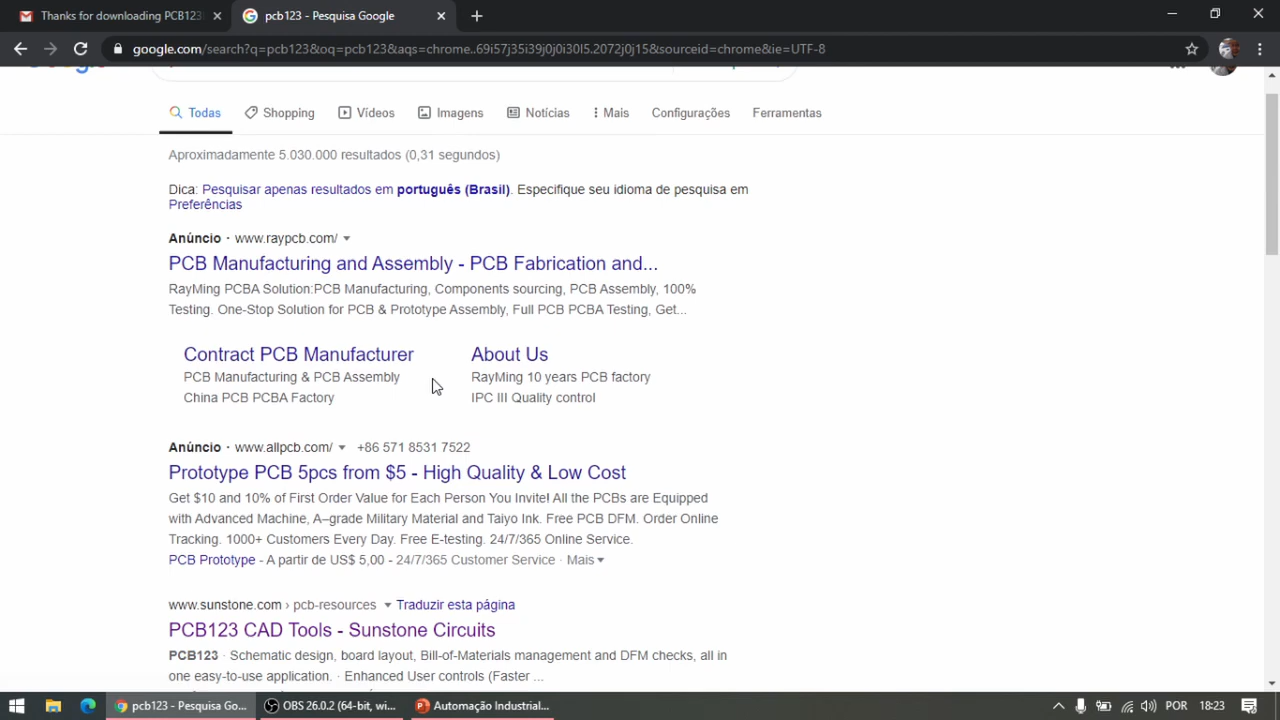 Thanks for downloading PCB123
pcb123 - Pesquisa Google
google.com/search?q=pcb123&oq=pcb123&aqs=chrome..69i57j35i39j0j0i30l5.2072j0j15&sourceid=chrome&ie=UTF-8
Google
Todas Shopping Vídeos Imagens Notícias Mais Configurações Ferramentas
Aproximadamente 5.030.000 resultados (0,31 segundos)
Dica: Pesquisar apenas resultados em português (Brasil). Especifique seu idioma de pesquisa em
Preferências
Anúncio · www.raypcb.com/
PCB Manufacturing and Assembly - PCB Fabrication and...
RayMing PCBA Solution:PCB Manufacturing, Components sourcing, PCB Assembly, 100%
Testing. One-Stop Solution for PCB & Prototype Assembly, Full PCB PCBA Testing, Get...
Contract PCB Manufacturer
PCB Manufacturing & PCB Assembly
China PCB PCBA Factory
About Us
RayMing 10 years PCB factory
IPC III Quality control
Anúncio · www.allpcb.com/ +86 571 8531 7522
Prototype PCB 5pcs from $5 - High Quality & Low Cost
Get $10 and 10% of First Order Value for Each Person You Invite! All the PCBs are Equipped
with Advanced Machine, A–grade Military Material and Taiyo Ink. Free PCB DFM. Order Online
Tracking. 1000+ Customers Every Day. Free E-testing. 24/7/365 Online Service.
PCB Prototype - A partir de US$ 5,00 - 24/7/365 Customer Service · Mais
www.sunstone.com › pcb-resources Traduzir esta página
PCB123 CAD Tools - Sunstone Circuits
PCB123 · Schematic design, board layout, Bill-of-Materials management and DFM checks, all in
one easy-to-use application. · Enhanced User controls (Faster ...
pcb123 - Pesquisa Go...
OBS 26.0.2 (64-bit, wi...
Automação Industrial...
POR 18:23